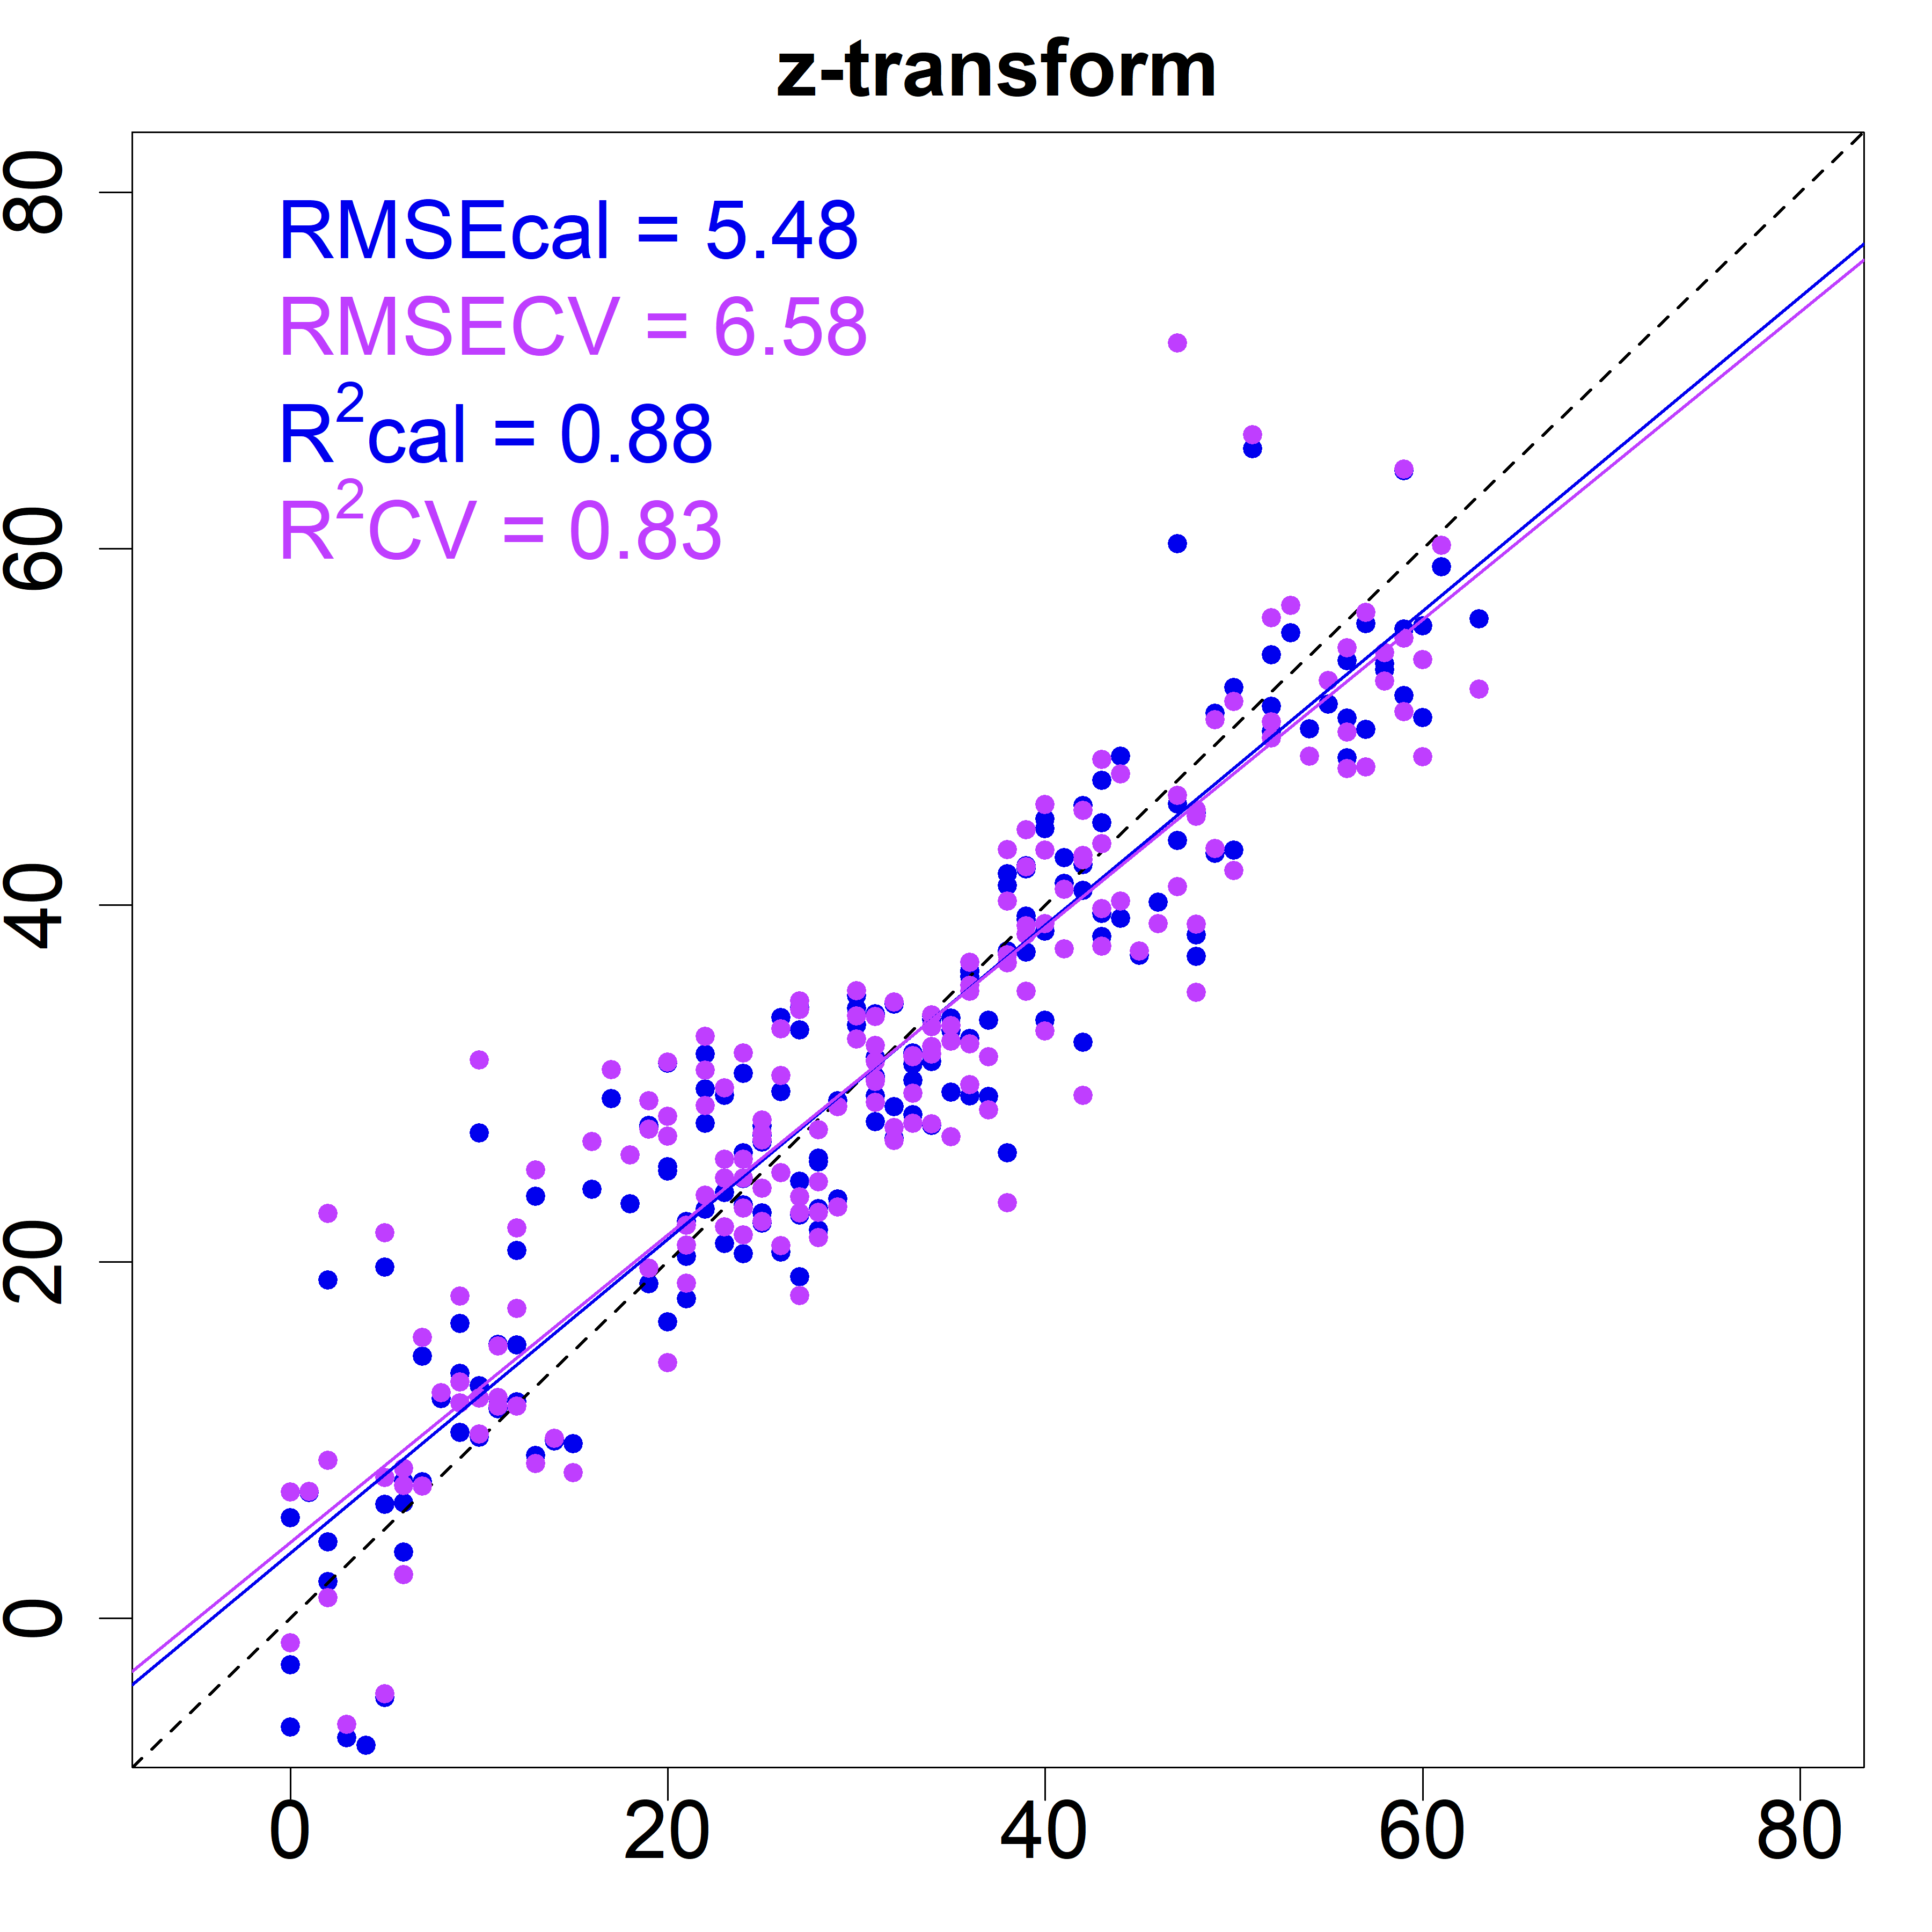 z-transform
80
RMSEcal = 5.48
RMSECV = 6.58
R²cal = 0.88
R²CV = 0.83
60
40
20
0
0 20 40 60 80